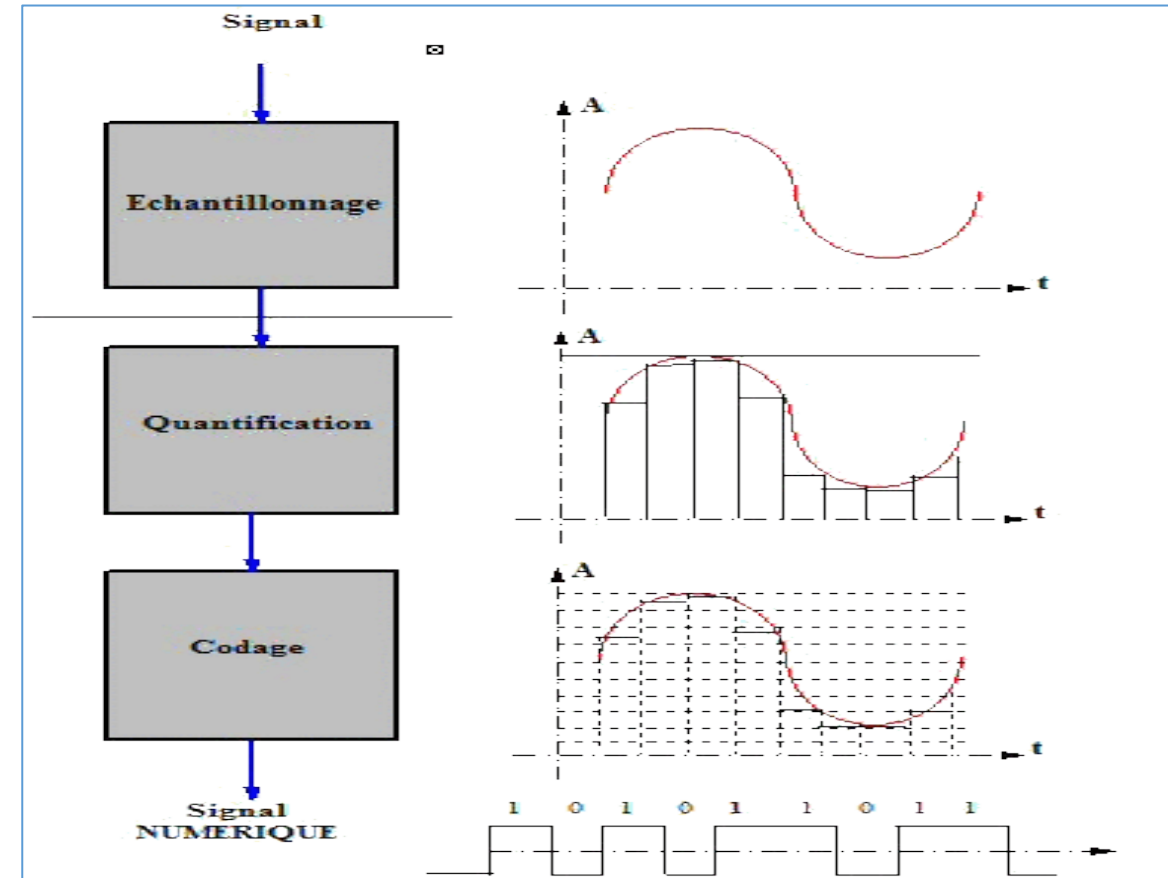 Signal
A
Echantillonnage
t
A
Quantification
t
A
Codage
t
Signal
NUMERIQUE
1 0 1 0 1 1 0 1 1